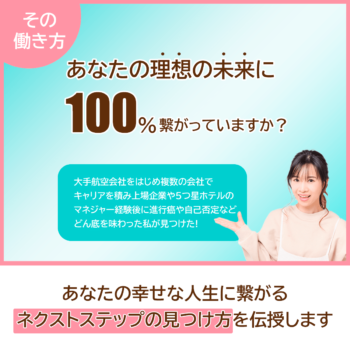 その
働き方
あなたの理想の未来に
100%繋がっていますか？
大手航空会社をはじめ複数の会社で
キャリアを積み上場企業や5つ星ホテルの
マネジャー経験後に進行癌や自己否定など
どん底を味わった私が見つけた！
あなたの幸せな人生に繋がる
ネクストステップの見つけ方を伝授します